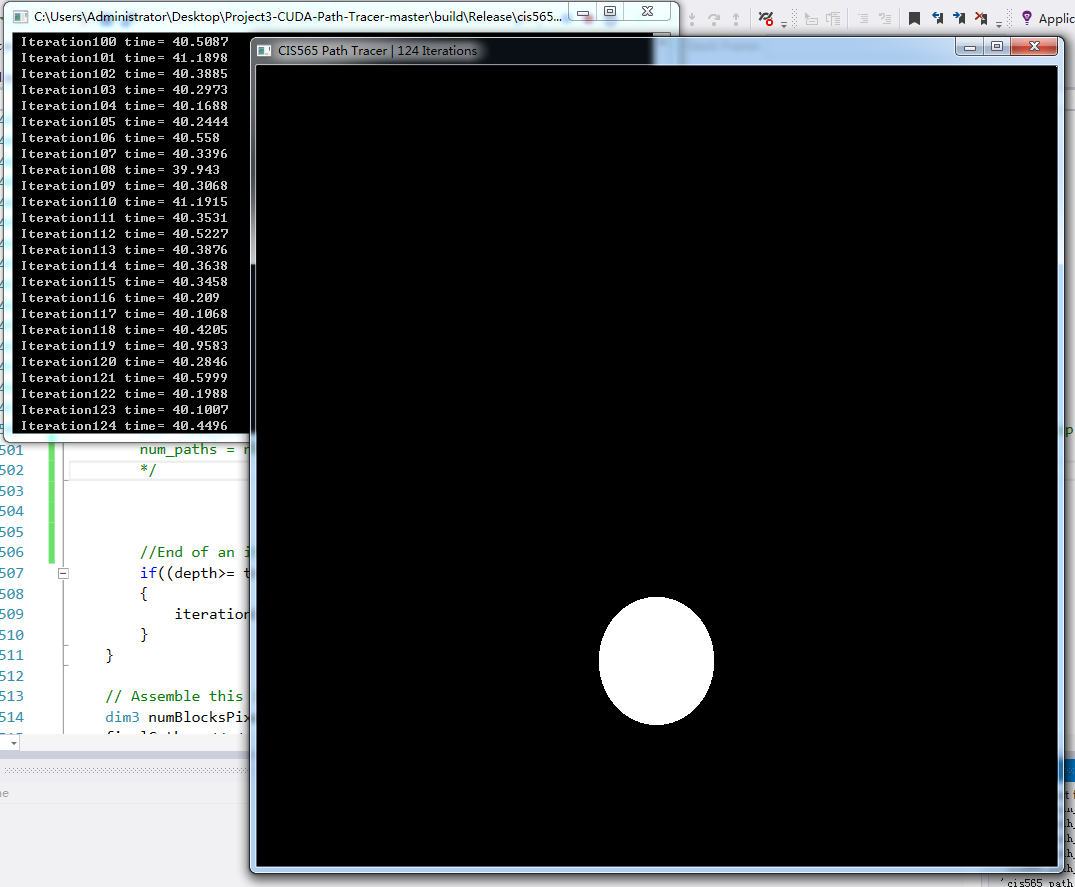 C:\Users\Administrator\Desktop\Project3-CUDA-Path-Tracer-master\build\Release\cis565...
Applic
Iteration100 time= 40.5087
Iteration101 time= 41.1898
Iteration102 time= 40.3885
Iteration103 time= 40.2973
Iteration104 time= 40.1688
Iteration105 time= 40.2444
Iteration106 time= 40.558
Iteration107 time= 40.3396
Iteration108 time= 39.943
Iteration109 time= 40.3068
Iteration110 time= 41.1915
Iteration111 time= 40.3531
Iteration112 time= 40.5227
Iteration113 time= 40.3876
Iteration114 time= 40.3638
Iteration115 time= 40.3458
Iteration116 time= 40.209
Iteration117 time= 40.1068
Iteration118 time= 40.4205
Iteration119 time= 40.9583
Iteration120 time= 40.2846
Iteration121 time= 40.5999
Iteration122 time= 40.1988
Iteration123 time= 40.1007
Iteration124 time= 40.4496
CIS565 Path Tracer | 124 Iterations
501 num_paths = n
502 */
503
504
505
506 //End of an i
507 if((depth>= t
508 {
509 iteration
510 }
511 }
512
513 // Assemble this
514 dim3 numBlocksPix
'cis565_path